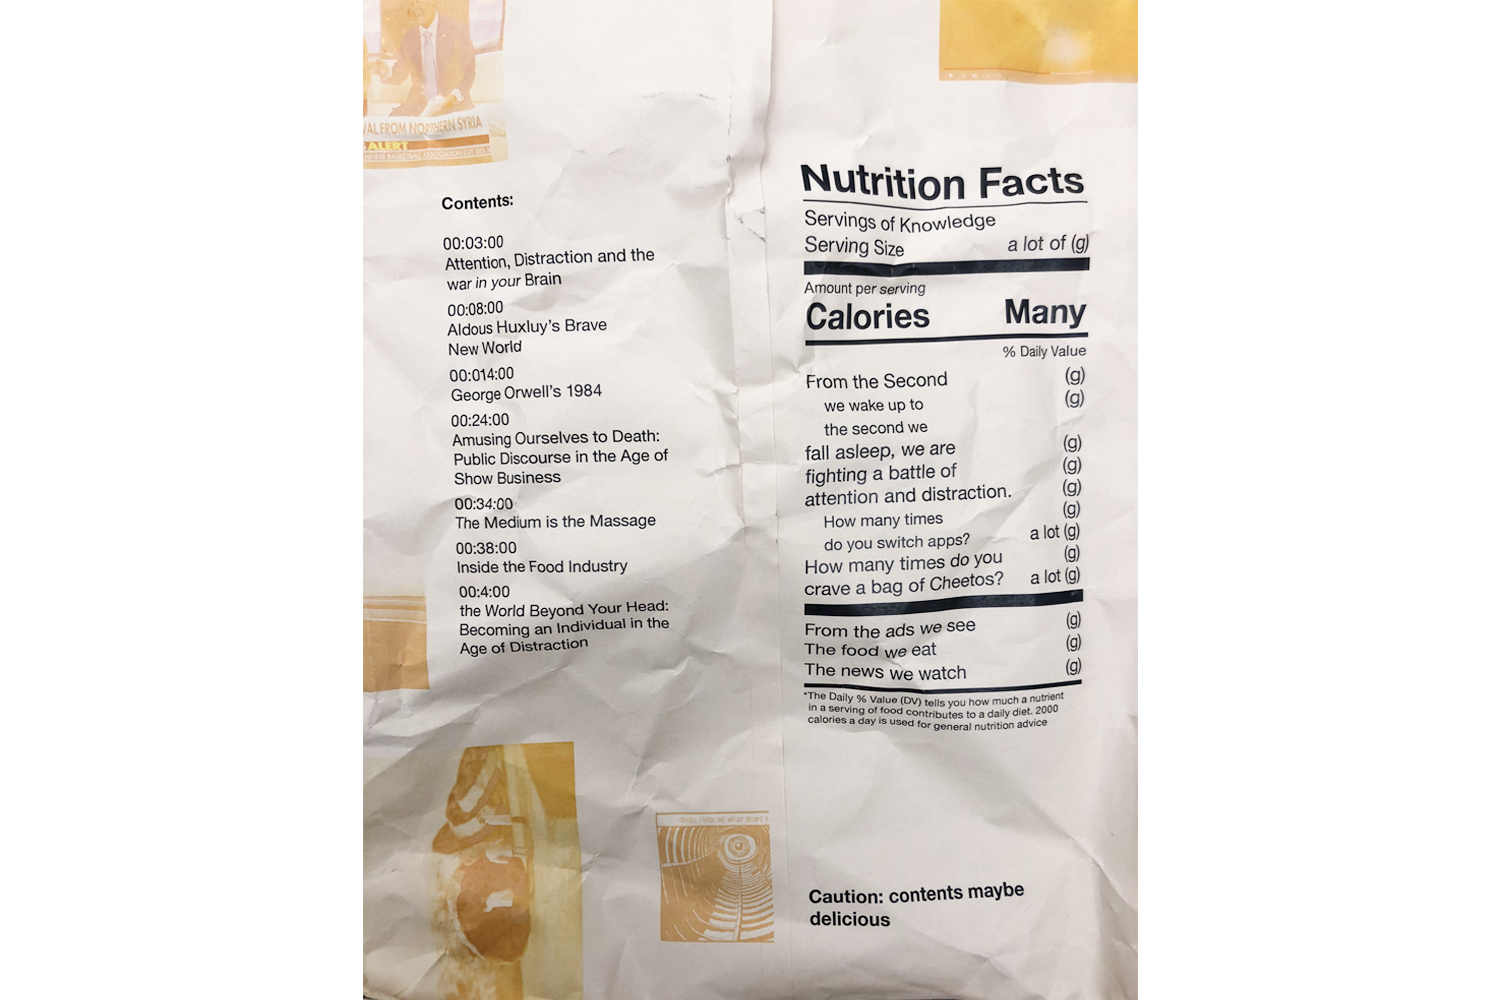 VAL FROM NORTHERN SYRIA
ALERT
BASKETBALL ASSOCIATION
Contents:
00:03:00
Attention, Distraction and the
war in your Brain
00:08:00
Aldous Huxluy's Brave
New World
00:014:00
George Orwell's 1984
00:24:00
Amusing Ourselves to Death:
Public Discourse in the Age of
Show Business
00:34:00
The Medium is the Massage
00:38:00
Inside the Food Industry
00:4:00
the World Beyond Your Head:
Becoming an Individual in the
Age of Distraction
Nutrition Facts
Servings of Knowledge
Serving Size a lot of (g)
Amount per serving
Calories Many
% Daily Value
From the Second (g)
we wake up to (g)
the second we
fall asleep, we are (g)
fighting a battle of (g)
attention and distraction. (g)
How many times (g)
do you switch apps? a lot (g)
How many times do you (g)
crave a bag of Cheetos? a lot (g)
From the ads we see (g)
The food we eat (g)
The news we watch (g)
*The Daily % Value (DV) tells you how much a nutrient
in a serving of food contributes to a daily diet. 2000
calories a day is used for general nutrition advice
Caution: contents maybe
delicious